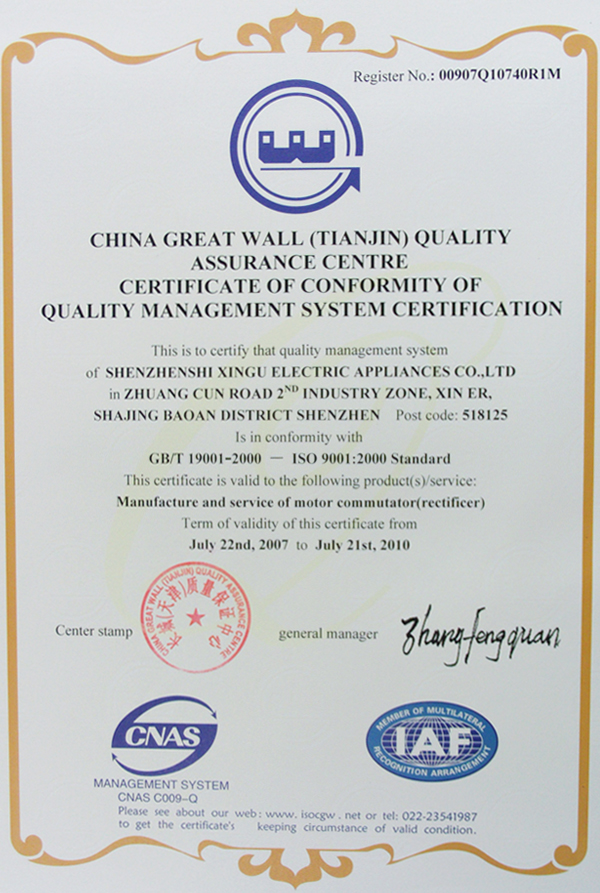 Register No.: 00907Q10740R1M
CHINA GREAT WALL (TIANJIN) QUALITY
ASSURANCE CENTRE
CERTIFICATE OF CONFORMITY OF
QUALITY MANAGEMENT SYSTEM CERTIFICATION
This is to certify that quality management system
of SHENZHENSHI XINGU ELECTRIC APPLIANCES CO.,LTD
in ZHUANG CUN ROAD 2ND INDUSTRY ZONE, XIN ER,
SHAJING BAOAN DISTRICT SHENZHEN Post code: 518125
Is in conformity with
GB/T 19001-2000 — ISO 9001:2000 Standard
This certificate is valid to the following product(s)/service:
Manufacture and service of motor commutator(rectificer)
Term of validity of this certificate from
July 22nd, 2007 to July 21st, 2010
CHINA GREAT WALL (TIANJIN) QUALITY ASSURANCE CENTRE
长城(天津)质量保证中心
Center stamp
general manager
Zhang fengquan
CNAS
MANAGEMENT SYSTEM
CNAS C009-Q
MEMBER OF MULTILATERAL
IAF
RECOGNITION ARRANGEMENT
Please see about our web: www. isocgw . net or tel: 022-23541987
to get the certificate's keeping circumstance of valid condition.